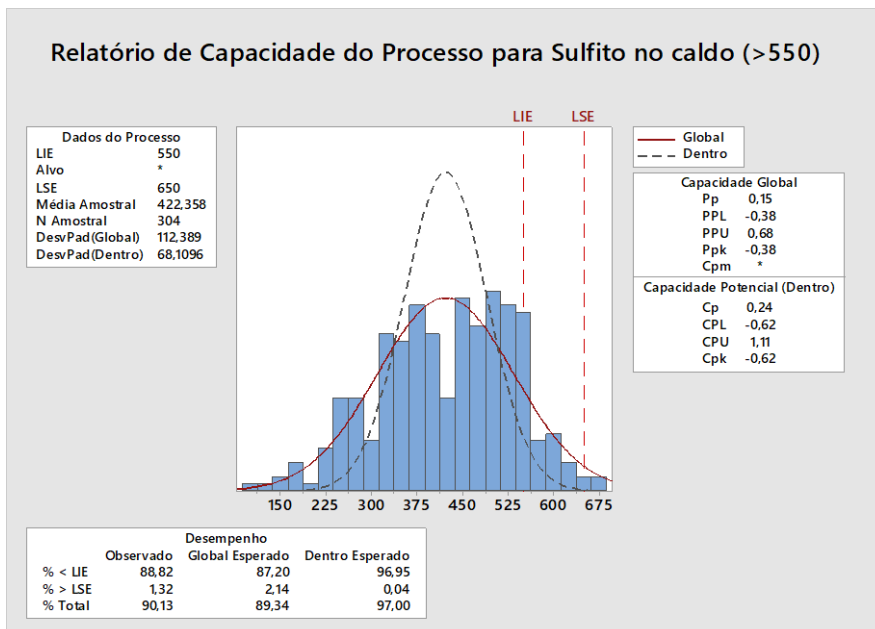 Relatório de Capacidade do Processo para Sulfito no caldo (>550)
LIE LSE
Dados do Processo
LIE 550
Alvo *
LSE 650
Média Amostral 422,358
N Amostral 304
DesvPad(Global) 112,389
DesvPad(Dentro) 68,1096
Global
Dentro
Capacidade Global
Pp 0,15
PPL -0,38
PPU 0,68
Ppk -0,38
Cpm *
Capacidade Potencial (Dentro)
Cp 0,24
CPL -0,62
CPU 1,11
Cpk -0,62
150 225 300 375 450 525 600 675
Desempenho
Observado Global Esperado Dentro Esperado
% < LIE 88,82 87,20 96,95
% > LSE 1,32 2,14 0,04
% Total 90,13 89,34 97,00